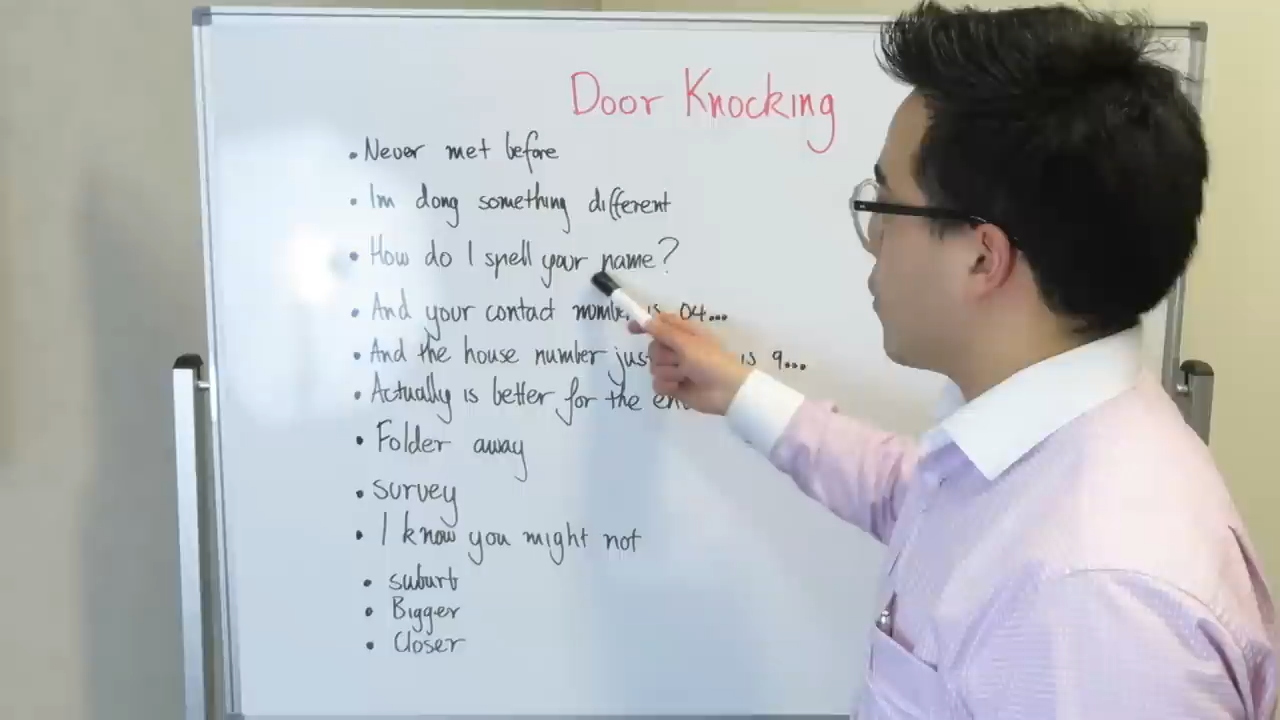 Door Knocking
• Never met before
• Im dong something different
• How do I spell your name?
• And your contact is 04...
• And the house number is 9...
• Actually is better for the
• Folder away
• survey
• I know you might not
• suburb
• Bigger
• Closer